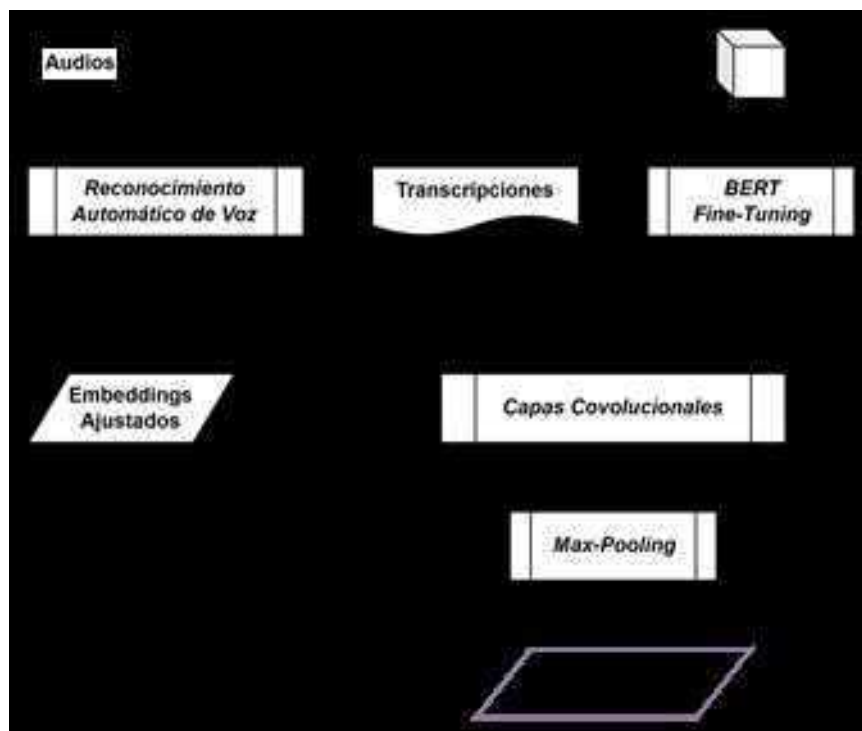 Audios
Reconocimiento
Automático de Voz
Transcripciones
BERT
Fine-Tuning
Embeddings
Ajustados
Capas Covolucionales
Max-Pooling